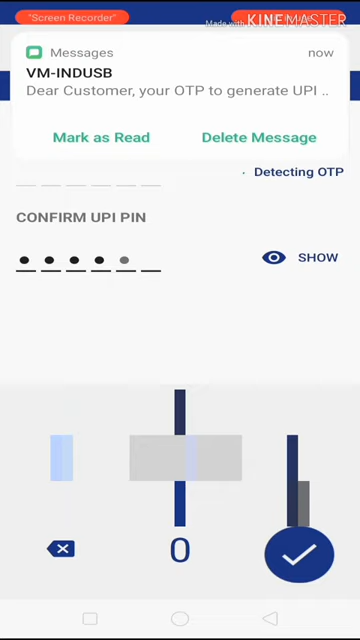 "Screen Recorder"
Made with KINEMASTER
Messages
now
VM-INDUSB
Dear Customer, your OTP to generate UPI ..
Mark as Read
Delete Message
Detecting OTP
CONFIRM UPI PIN
SHOW
0